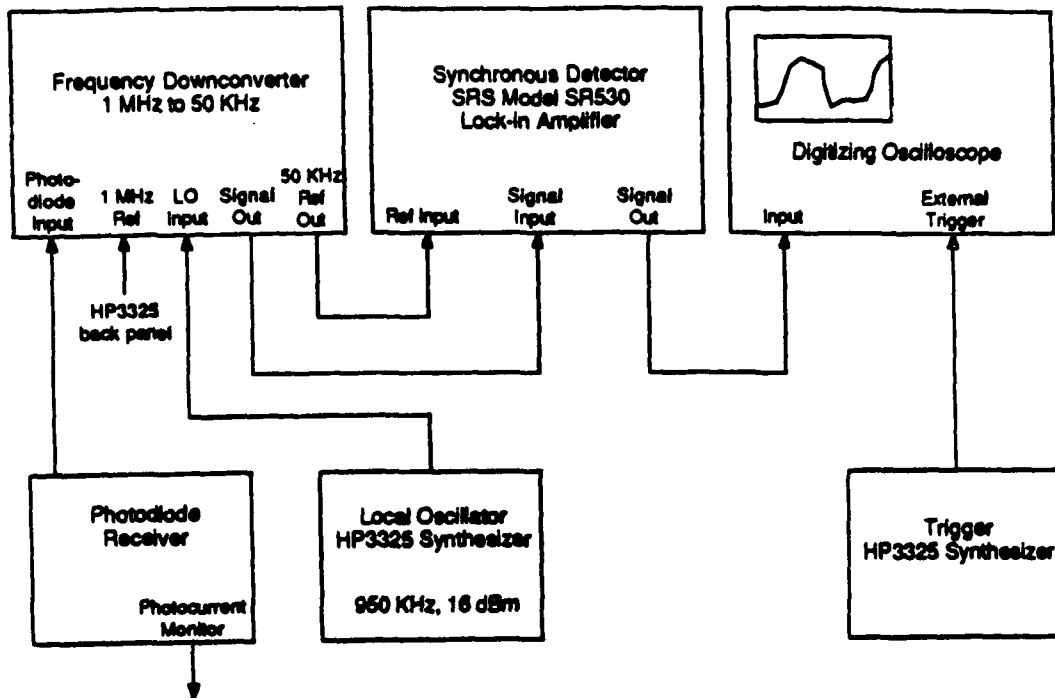 Frequency Downconverter
1 MHz to 50 KHz
Photo-
diode
Input
1 MHz
Ref
LO
Input
Signal
Out
50 KHz
Ref
Out
Synchronous Detector
SRS Model SR530
Lock-in Amplifier
Ref Input
Signal
Input
Signal
Out
Digitizing Oscilloscope
Input
External
Trigger
HP3325
back panel
Photodiode
Receiver
Photocurrent
Monitor
Local Oscillator
HP3325 Synthesizer
950 KHz, 16 dBm
Trigger
HP3325 Synthesizer